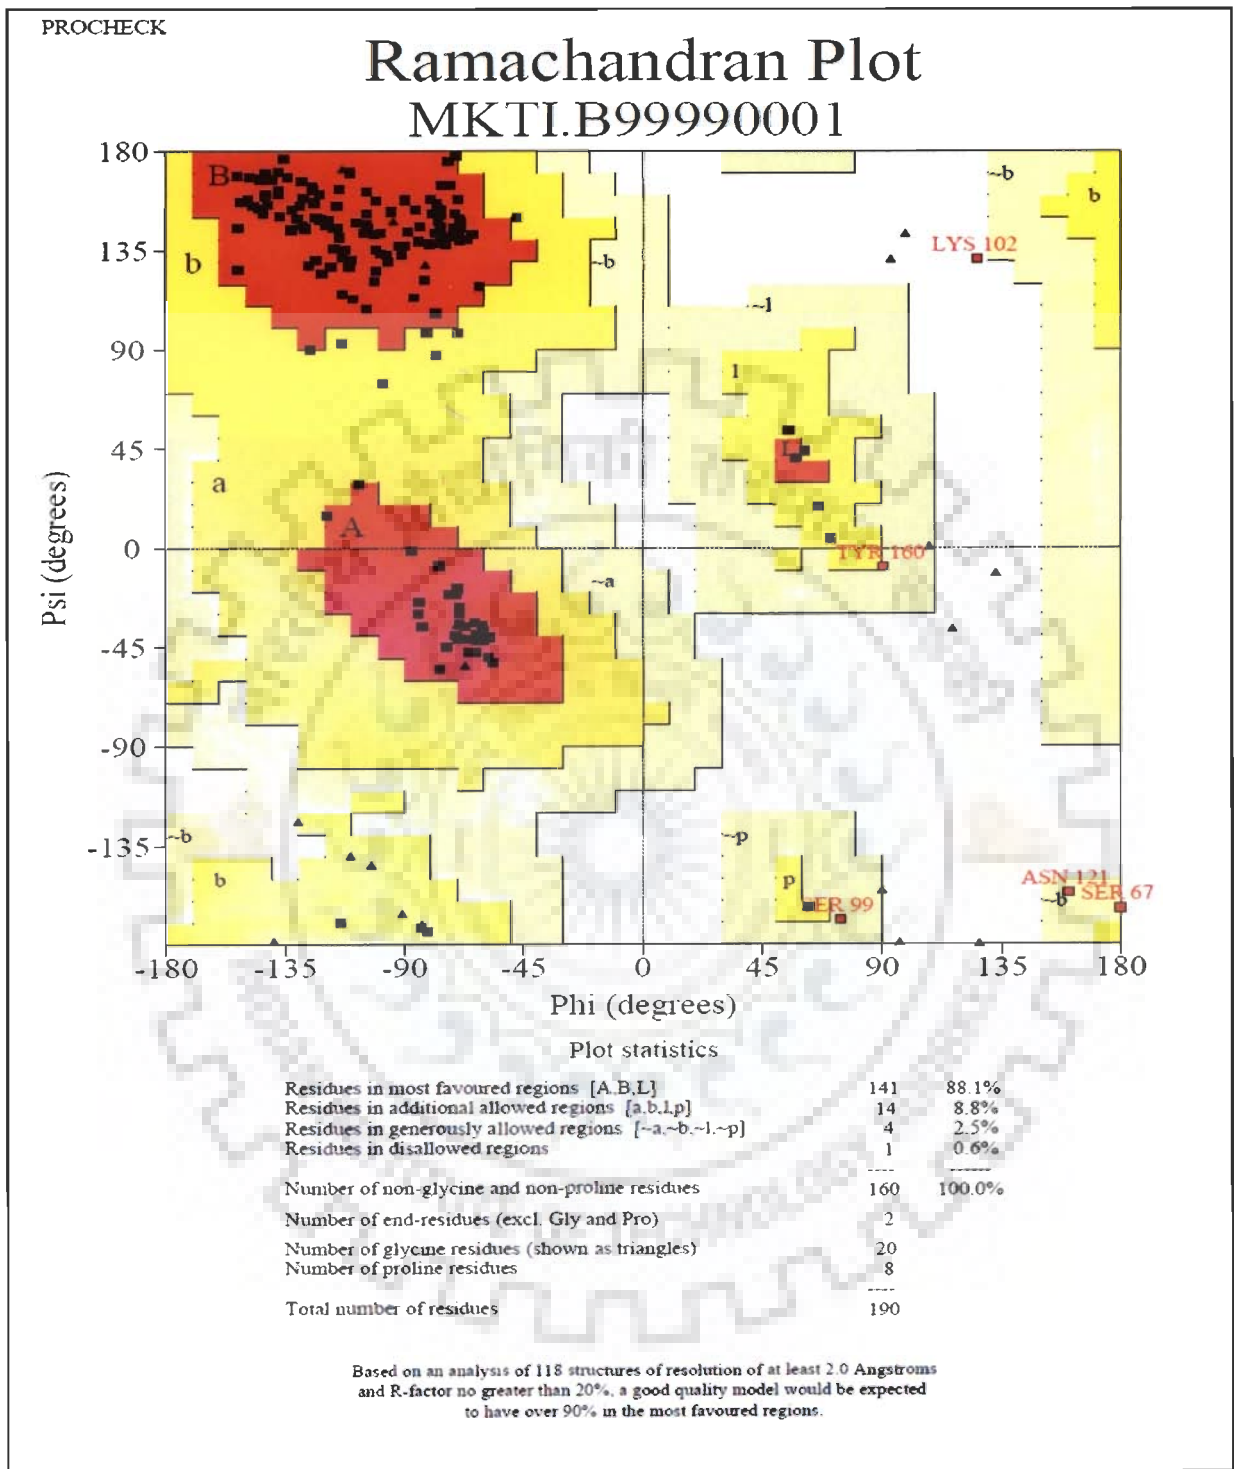 PROCHECK
Ramachandran Plot
MKTI.B99990001
180
135
90
45
0
-45
-90
-135
Psi (degrees)
B
b
a
A
~b
~a
~b
b
~l
l
L
~b
b
LYS 102
TYR 160
~p
p
ER 99
ASN 121
~b
SER 67
-180 -135 -90 -45 0 45 90 135 180
Phi (degrees)
Plot statistics
Residues in most favoured regions [A,B,L] 141 88.1%
Residues in additional allowed regions [a,b,l,p] 14 8.8%
Residues in generously allowed regions [~a,~b,~l,~p] 4 2.5%
Residues in disallowed regions 1 0.6%
---- ------
Number of non-glycine and non-proline residues 160 100.0%
Number of end-residues (excl. Gly and Pro) 2
Number of glycine residues (shown as triangles) 20
Number of proline residues 8
----
Total number of residues 190
Based on an analysis of 118 structures of resolution of at least 2.0 Angstroms
and R-factor no greater than 20%, a good quality model would be expected
to have over 90% in the most favoured regions.